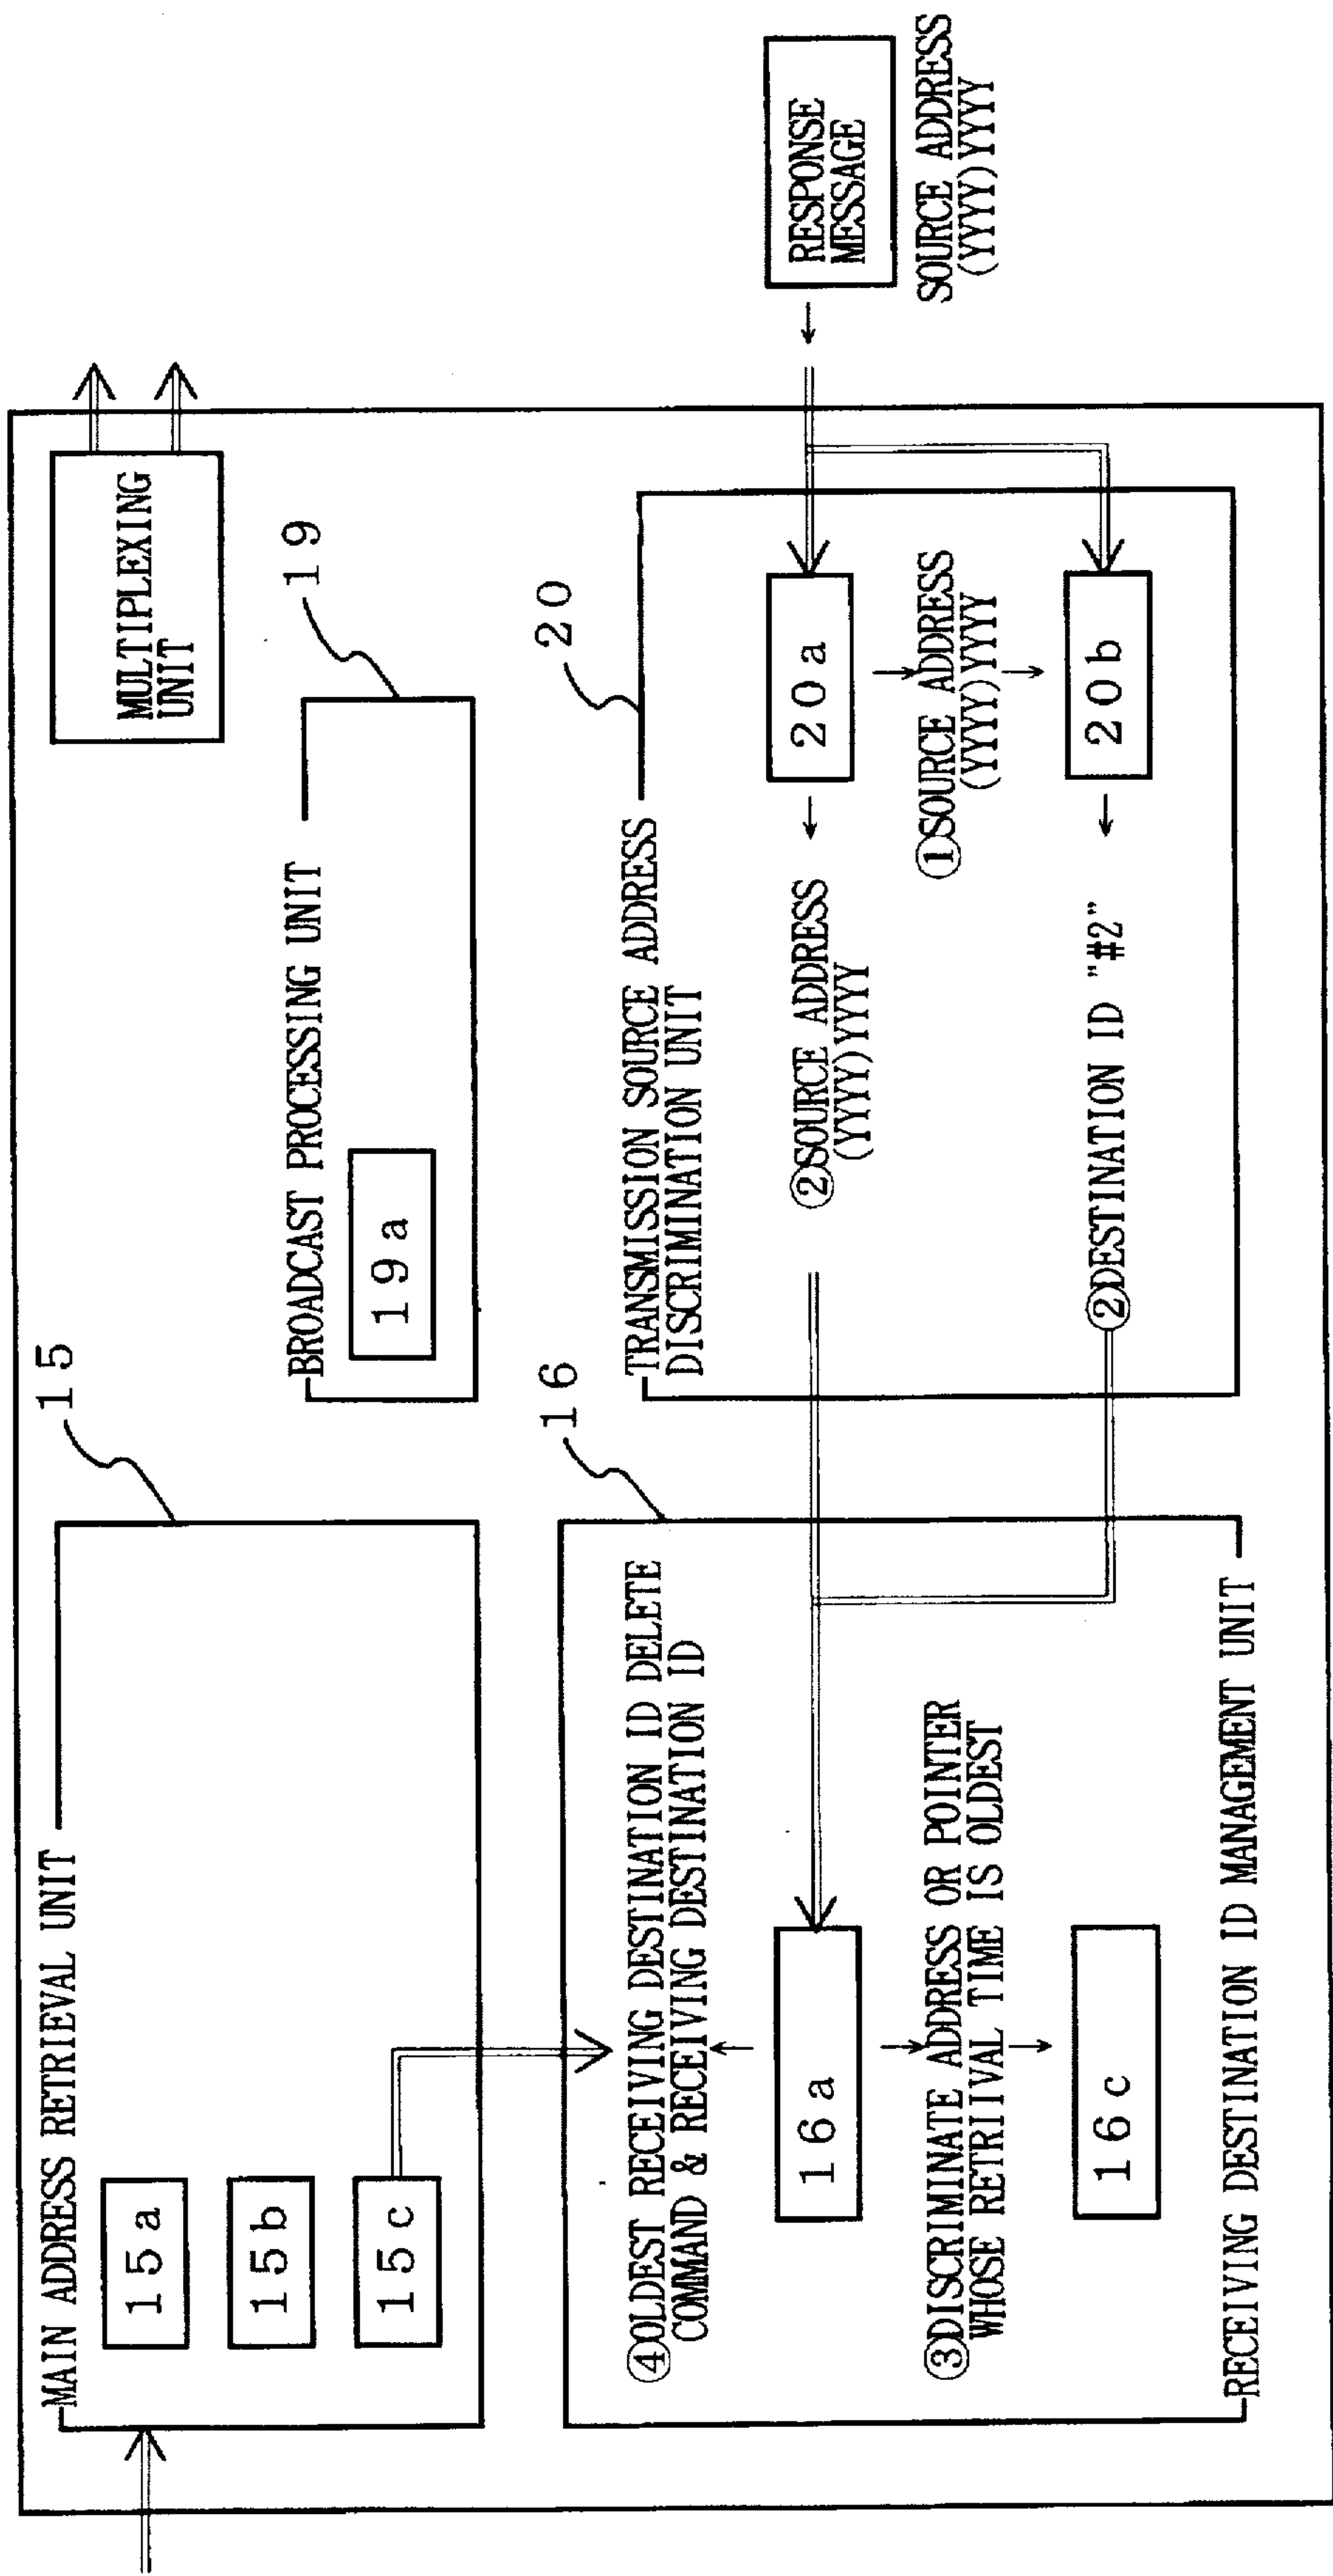 MAIN ADDRESS RETRIEVAL UNIT
15
15a
15b
15c
BROADCAST PROCESSING UNIT
19
19a
MULTIPLEXING
UNIT
④OLDEST RECEIVING DESTINATION ID DELETE
COMMAND & RECEIVING DESTINATION ID
16
16a
③DISCRIMINATE ADDRESS OR POINTER
WHOSE RETRIIVAL TIME IS OLDEST
16c
RECEIVING DESTINATION ID MANAGEMENT UNIT
TRANSMISSION SOURCE ADDRESS
DISCRIMINATION UNIT
20
②SOURCE ADDRESS
(YYYY)YYYY
20a
①SOURCE ADDRESS
(YYYY)YYYY
②DESTINATION ID "#2"
20b
RESPONSE
MESSAGE
SOURCE ADDRESS
(YYYY)YYYY